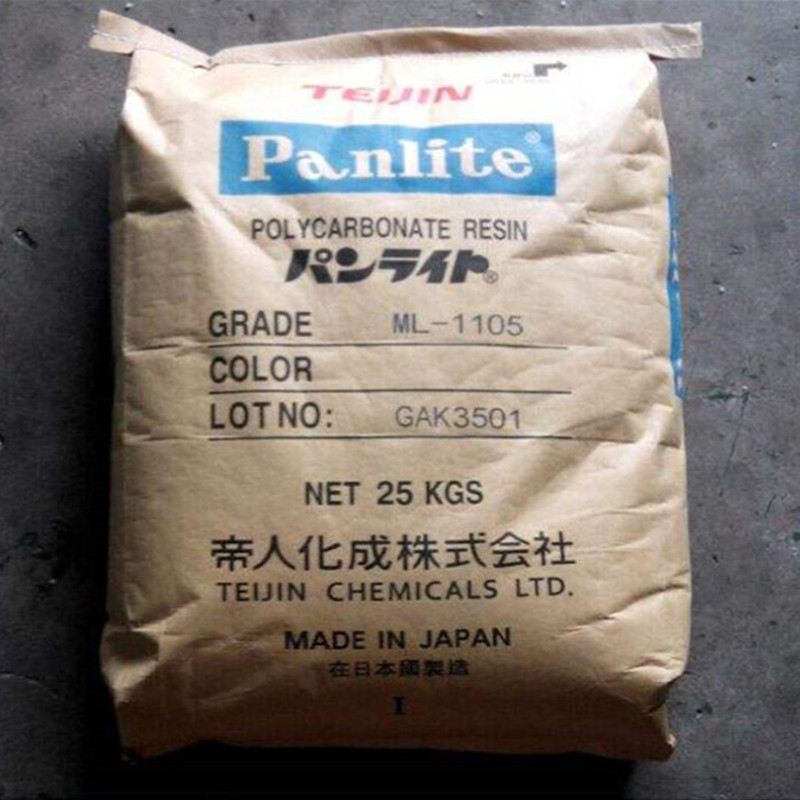 TEIJIN
Panlite®
POLYCARBONATE RESIN
パンライト®
GRADE ML-1105
COLOR
LOT NO: GAK3501
NET 25 KGS
帝人化成株式会社
TEIJIN CHEMICALS LTD.
MADE IN JAPAN
在日本國製造
I